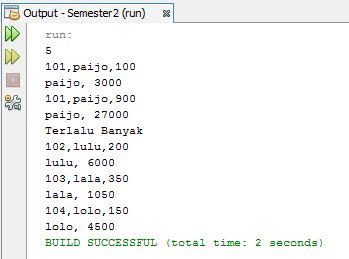 Output - Semester2 (run)
run:
5
101,paijo,100
paijo, 3000
101,paijo,900
paijo, 27000
Terlalu Banyak
102,lulu,200
lulu, 6000
103,lala,350
lala, 1050
104,lolo,150
lolo, 4500
BUILD SUCCESSFUL (total time: 2 seconds)